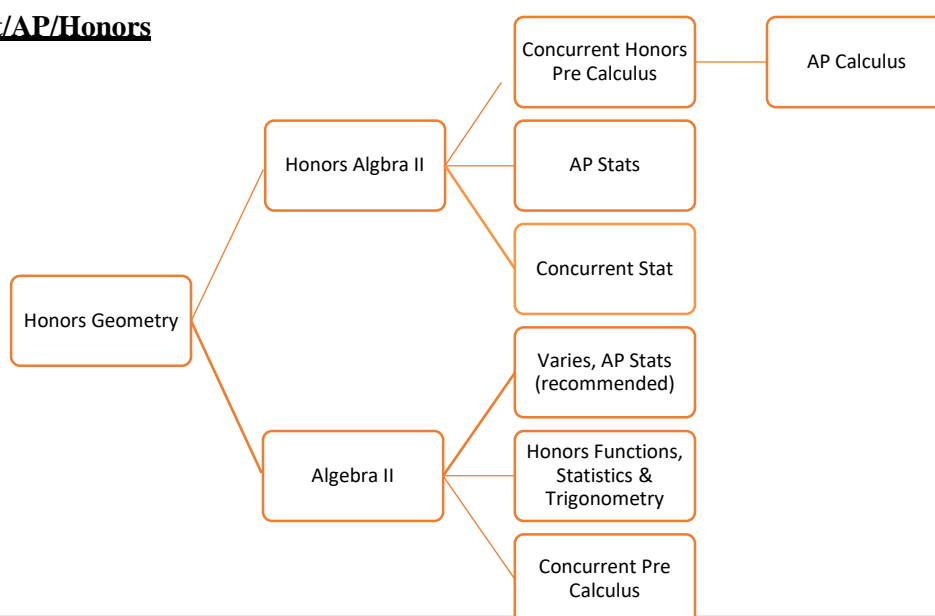 t/AP/Honors
Concurrent Honors
Pre Calculus
AP Calculus
Honors Algbra II
AP Stats
Concurrent Stat
Honors Geometry
Varies, AP Stats
(recommended)
Algebra II
Honors Functions,
Statistics &
Trigonometry
Concurrent Pre
Calculus